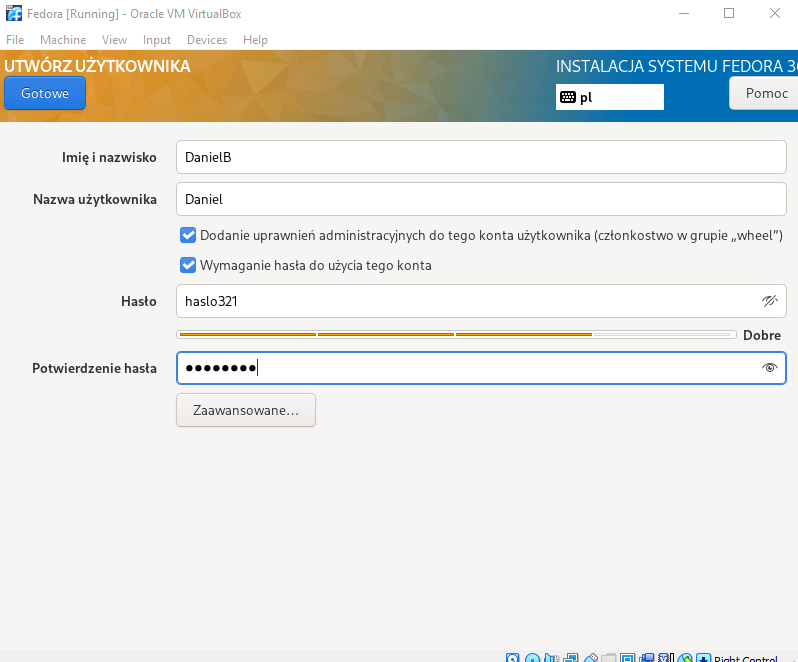 Fedora [Running] - Oracle VM VirtualBox
File Machine View Input Devices Help
UTWÓRZ UŻYTKOWNIKA
INSTALACJA SYSTEMU FEDORA 3
Gotowe
pl
Pomoc
Imię i nazwisko
DanielB
Nazwa użytkownika
Daniel
Dodanie uprawnień administracyjnych do tego konta użytkownika (członkostwo w grupie „wheel”)
Wymaganie hasła do użycia tego konta
Hasło
haslo321
Dobre
Potwierdzenie hasła
●●●●●●●●
Zaawansowane...
Right Control